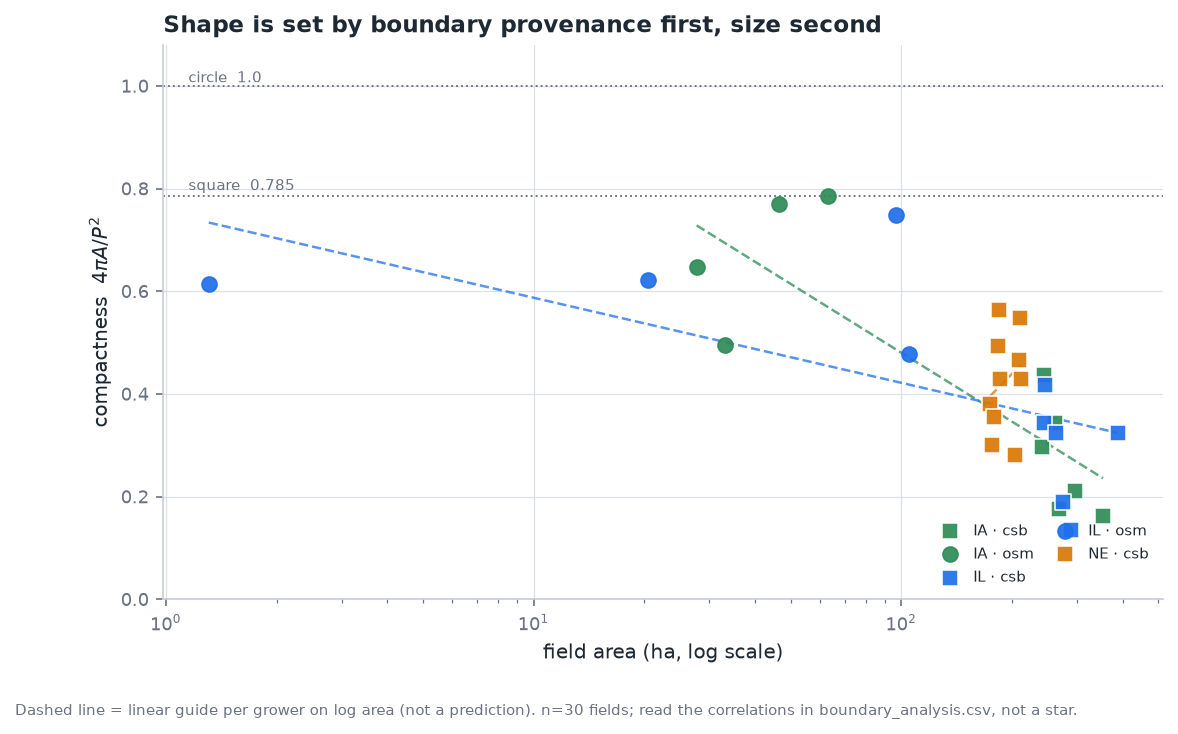 Shape is set by boundary provenance first, size second
circle 1.0
square 0.785
1.0
0.8
0.6
0.4
0.2
0.0
compactness 4πA/P²
10⁰
10¹
10²
field area (ha, log scale)
IA · csb
IA · osm
IL · csb
IL · osm
NE · csb
Dashed line = linear guide per grower on log area (not a prediction). n=30 fields; read the correlations in boundary_analysis.csv, not a star.